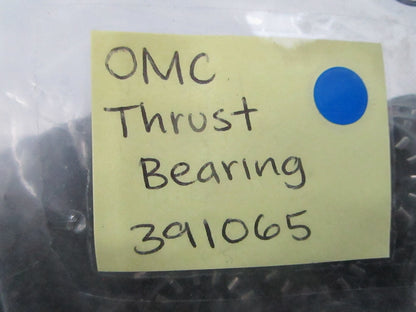 OMC
Thrust
Bearing
391065